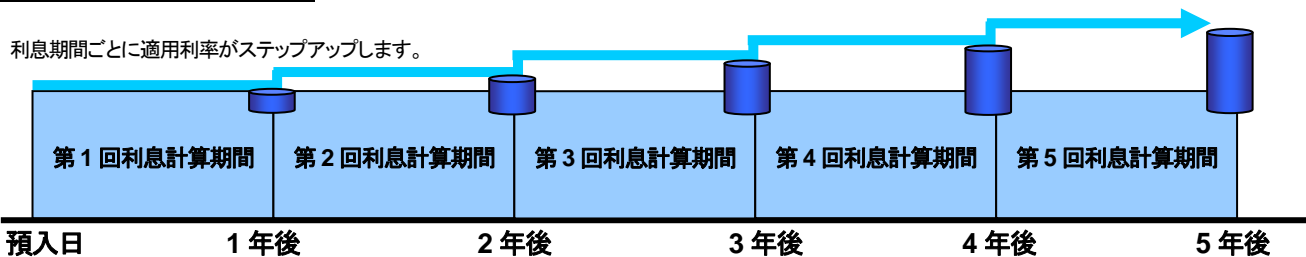 利息期間ごとに適用利率がステップアップします。
第1回利息計算期間 第2回利息計算期間 第3回利息計算期間 第4回利息計算期間 第5回利息計算期間
預入日 1年後 2年後 3年後 4年後 5年後